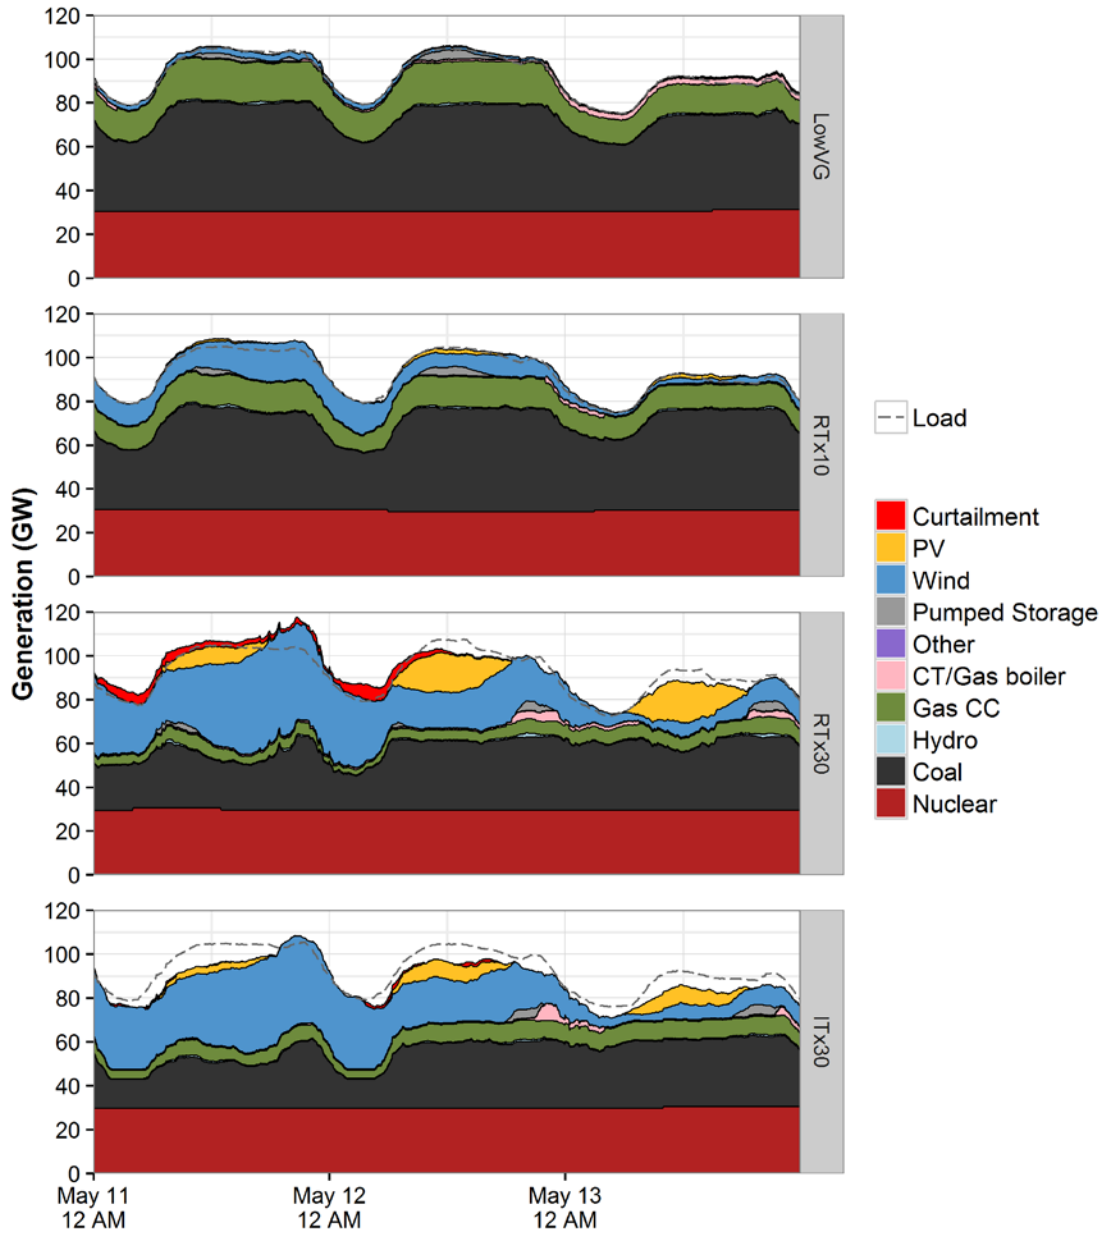 Generation (GW)
120
100
80
60
40
20
0
LowVG
120
100
80
60
40
20
0
RTx10
120
100
80
60
40
20
0
RTx30
120
100
80
60
40
20
0
ITx30
May 11
12 AM
May 12
12 AM
May 13
12 AM
Load
Curtailment
PV
Wind
Pumped Storage
Other
CT/Gas boiler
Gas CC
Hydro
Coal
Nuclear